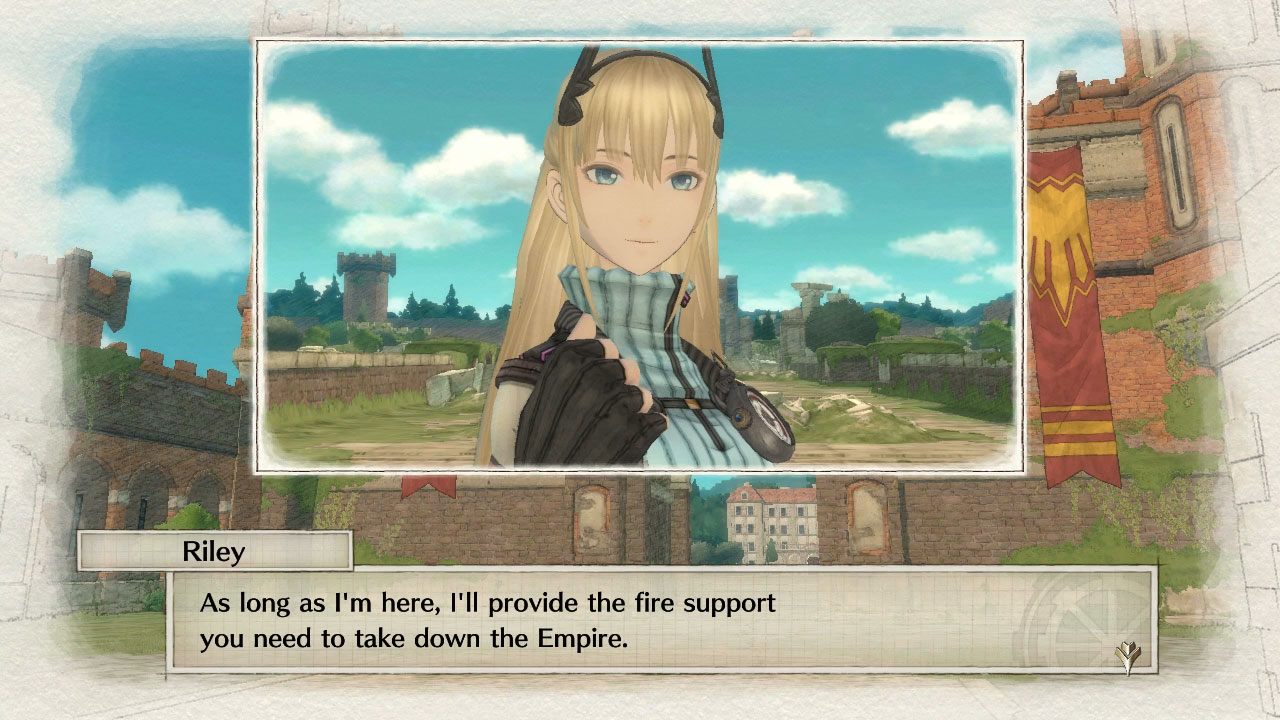 Riley
As long as I'm here, I'll provide the fire support
you need to take down the Empire.